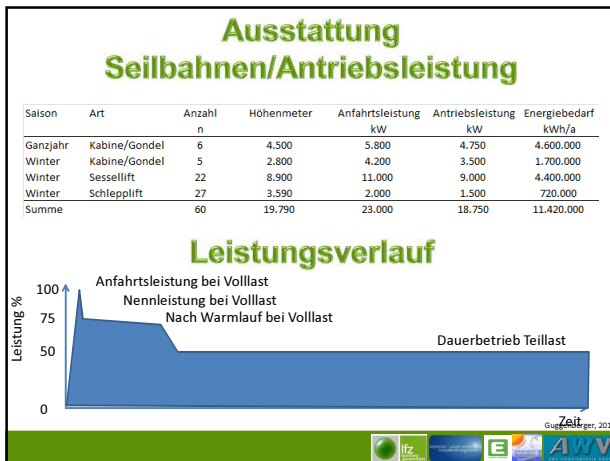 Ausstattung
Seilbahnen/Antriebsleistung
Saison Art Anzahl Höhenmeter Anfahrtsleistung Antriebsleistung Energiebedarf
n kW kW kWh/a
Ganzjahr Kabine/Gondel 6 4.500 5.800 4.750 4.600.000
Winter Kabine/Gondel 5 2.800 4.200 3.500 1.700.000
Winter Sessellift 22 8.900 11.000 9.000 4.400.000
Winter Schlepplift 27 3.590 2.000 1.500 720.000
Summe 60 19.790 23.000 18.750 11.420.000
Leistungsverlauf
Anfahrtsleistung bei Volllast
100
Nennleistung bei Volllast
75
Nach Warmlauf bei Volllast
Leistung %
50
Dauerbetrieb Teillast
0
Zeit
Guggenberger, 201
lfz
E
AWV